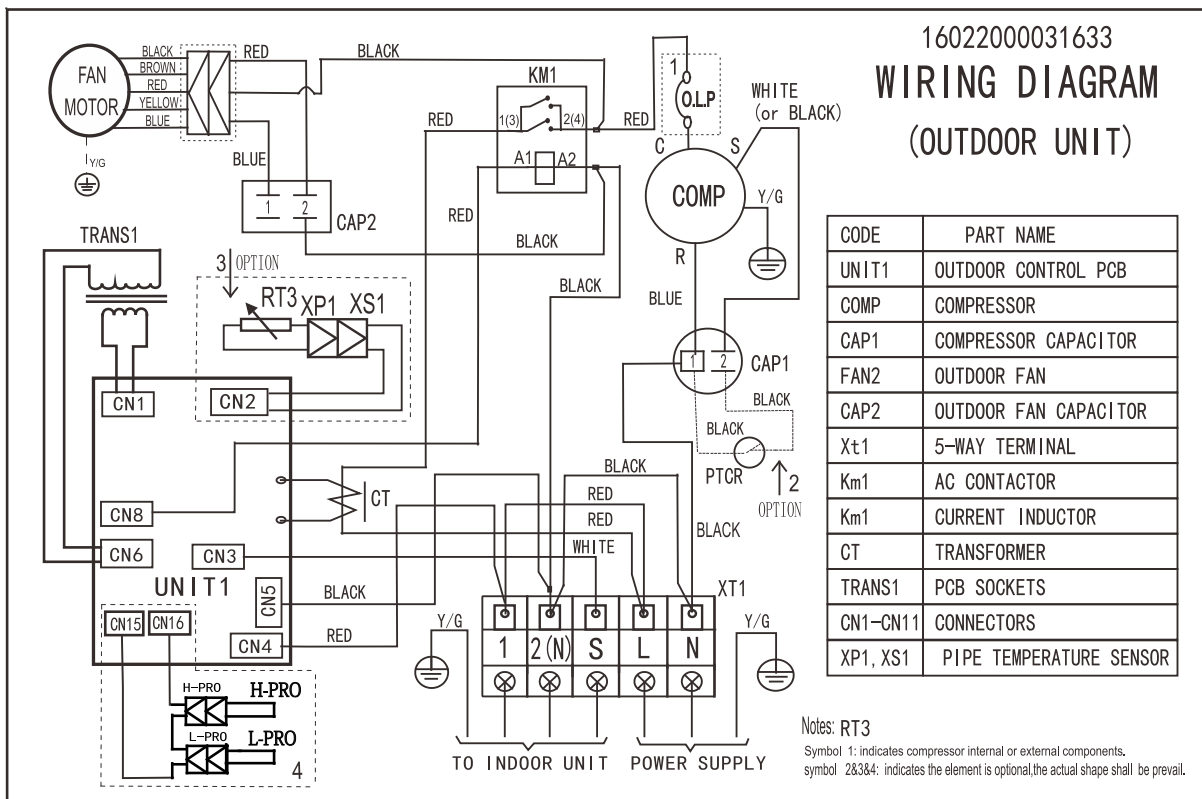 16022000031633
WIRING DIAGRAM
(OUTDOOR UNIT)
FAN
MOTOR
BLACK
BROWN
RED
YELLOW
BLUE
Y/G
RED
BLACK
BLUE
1 2
CAP2
BLACK
KM1
1(3)
2(4)
A1
A2
RED
RED
RED
1
O.L.P
WHITE
(or BLACK)
C
S
COMP
Y/G
R
BLUE
BLACK
1 2
CAP1
BLACK
BLACK
PTCR
2
OPTION
TRANS1
3
OPTION
RT3
XP1
XS1
CN1
CN2
CN8
CN6
CN3
UNIT1
CN5
CN4
CN15
CN16
CT
BLACK
RED
RED
WHITE
BLACK
BLACK
RED
H-PRO
H-PRO
L-PRO
L-PRO
4
XT1
Y/G
Y/G
1 2(N) S L N
TO INDOOR UNIT
POWER SUPPLY
CODE PART NAME
UNIT1 OUTDOOR CONTROL PCB
COMP COMPRESSOR
CAP1 COMPRESSOR CAPACITOR
FAN2 OUTDOOR FAN
CAP2 OUTDOOR FAN CAPACITOR
Xt1 5-WAY TERMINAL
Km1 AC CONTACTOR
Km1 CURRENT INDUCTOR
CT TRANSFORMER
TRANS1 PCB SOCKETS
CN1-CN11 CONNECTORS
XP1, XS1 PIPE TEMPERATURE SENSOR
Notes: RT3
Symbol 1: indicates compressor internal or external components.
symbol 2&3&4: indicates the element is optional,the actual shape shall be prevail.